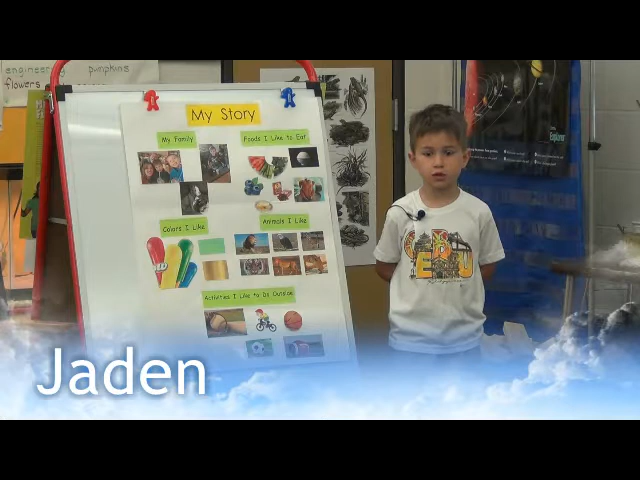 engineering pumpkins
flowers
My Story
My Family
Foods I Like to Eat
Colors I Like
Animals I Like
Activities I Like to Do Outside
Jaden